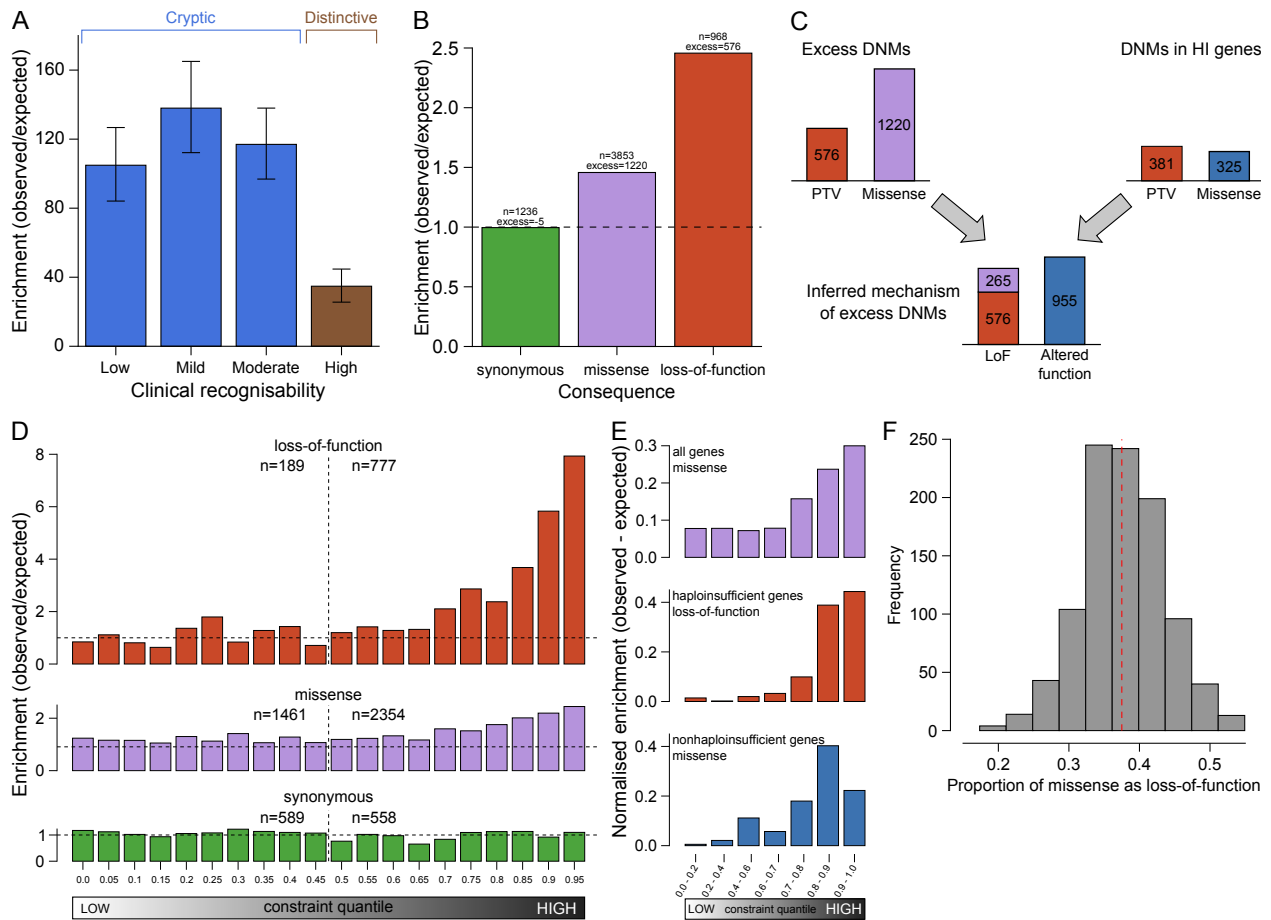 A
Cryptic
Distinctive
Enrichment (observed/expected)
160
120
80
40
0
Low
Mild
Moderate
High
Clinical recognisability
B
Enrichment (observed/expected)
2.5
2.0
1.5
1.0
0.5
0.0
n=1236
excess=-5
n=3853
excess=1220
n=968
excess=576
synonymous
missense
loss-of-function
Consequence
C
Excess DNMs
DNMs in HI genes
576
1220
PTV
Missense
381
325
PTV
Missense
Inferred mechanism
of excess DNMs
265
576
955
LoF
Altered
function
D
Enrichment (observed/expected)
loss-of-function
n=189
n=777
8
6
4
2
0
missense
n=1461
n=2354
2
0
synonymous
n=589
n=558
1
0
0.0
0.05
0.1
0.15
0.2
0.25
0.3
0.35
0.4
0.45
0.5
0.55
0.6
0.65
0.7
0.75
0.8
0.85
0.9
0.95
LOW
constraint quantile
HIGH
E
Normalised enrichment (observed - expected)
0.3
0.2
0.1
0.0
all genes
missense
0.4
0.2
0.0
haploinsufficient genes
loss-of-function
0.4
0.2
0.0
nonhaploinsufficient genes
missense
0.0 - 0.2
0.2 - 0.4
0.4 - 0.6
0.6 - 0.7
0.7 - 0.8
0.8 - 0.9
0.9 - 1.0
LOW
constraint quantile
HIGH
F
Frequency
250
200
150
100
50
0
0.2
0.3
0.4
0.5
Proportion of missense as loss-of-function